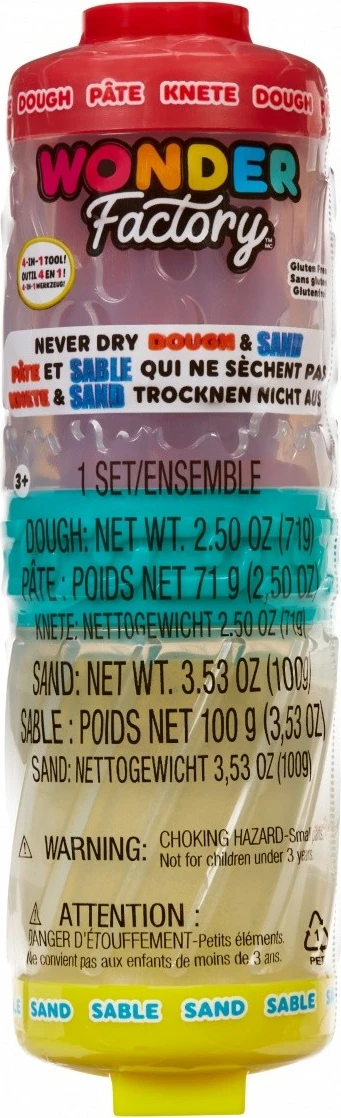 DOUGH PÂTE KNETE DOUGH
WONDER
Factory
TM
MC
4-IN-1 TOOL!
OUTIL 4 EN 1!
4-IN-1 WERKZEUG!
Gluten Free
Sans gluten
Glutenfrei
NEVER DRY DOUGH & SAND
PÂTE ET SABLE QUI NE SÈCHENT PAS
KNETE & SAND TROCKNEN NICHT AUS
3+
1 SET/ENSEMBLE
DOUGH: NET WT. 2.50 OZ (71g)
PÂTE : POIDS NET 71 g (2,50 OZ)
KNETE: NETTOGEWICHT 2.50 OZ (71g)
SAND: NET WT. 3.53 OZ (100g)
SABLE : POIDS NET 100 g (3,53 OZ)
SAND: NETTOGEWICHT 3,53 OZ (100g)
WARNING: CHOKING HAZARD-Small parts
Not for children under 3 years
ATTENTION :
DANGER D'ÉTOUFFEMENT-Petits éléments.
Ne convient pas aux enfants de moins de 3 ans.
1
PET
SAND SABLE SAND SABLE